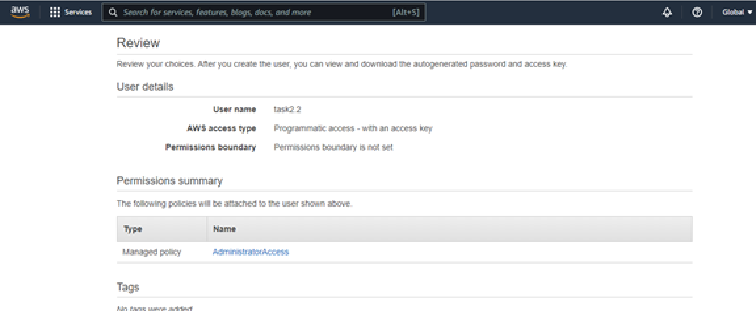 aws Services Search for services, features, blogs, docs, and more [Alt+S] Global
Review
Review your choices. After you create the user, you can view and download the autogenerated password and access key.
User details
User name task2.2
AWS access type Programmatic access - with an access key
Permissions boundary Permissions boundary is not set
Permissions summary
The following policies will be attached to the user shown above.
Type Name
Managed policy AdministratorAccess
Tags
No tags were added.